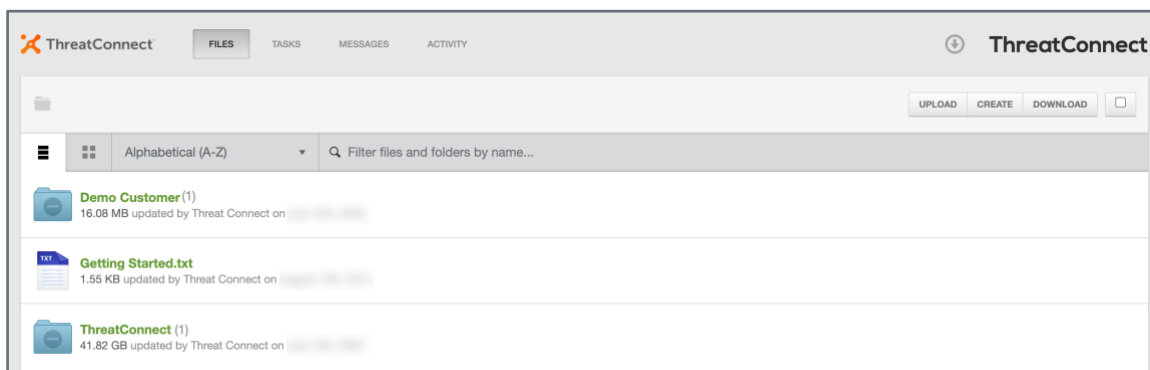 ThreatConnect FILES TASKS MESSAGES ACTIVITY ThreatConnect
UPLOAD CREATE DOWNLOAD
Alphabetical (A-Z) Filter files and folders by name...
Demo Customer (1)
16.08 MB updated by Threat Connect on
TXT
Getting Started.txt
1.55 KB updated by Threat Connect on
ThreatConnect (1)
41.82 GB updated by Threat Connect on